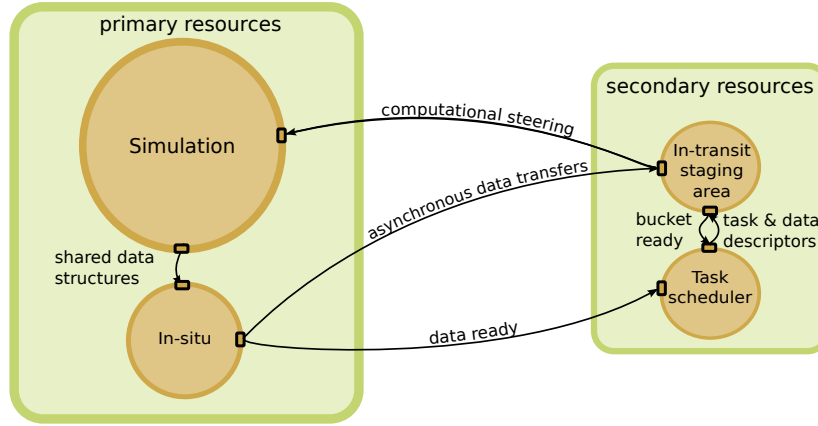 primary resources
Simulation
shared data
structures
In-situ
computational steering
asynchronous data transfers
data ready
secondary resources
In-transit
staging
area
bucket
ready
task & data
descriptors
Task
scheduler